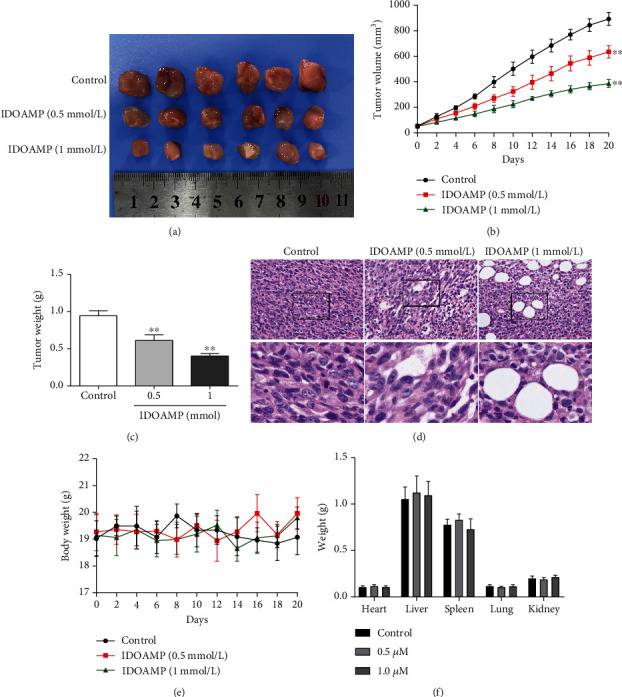 Control
IDOAMP (0.5 mmol/L)
IDOAMP (1 mmol/L)
1 2 3 4 5 6 7 8 9 10 11
(a)
Tumor volume (mm3)
1000
800
600
400
200
0
0 2 4 6 8 10 12 14 16 18 20
Days
**
**
Control
IDOAMP (0.5 mmol/L)
IDOAMP (1 mmol/L)
(b)
Tumor weight (g)
1.5
1.0
0.5
0.0
**
**
Control 0.5 1
IDOAMP (mmol)
(c)
Control IDOAMP (0.5 mmol/L) IDOAMP (1 mmol/L)
(d)
Body weight (g)
22
21
20
19
18
17
0 2 4 6 8 10 12 14 16 18 20
Days
Control
IDOAMP (0.5 mmol/L)
IDOAMP (1 mmol/L)
(e)
Weight (g)
1.5
1.0
0.5
0.0
Heart Liver Spleen Lung Kidney
Control
0.5 μM
1.0 μM
(f)